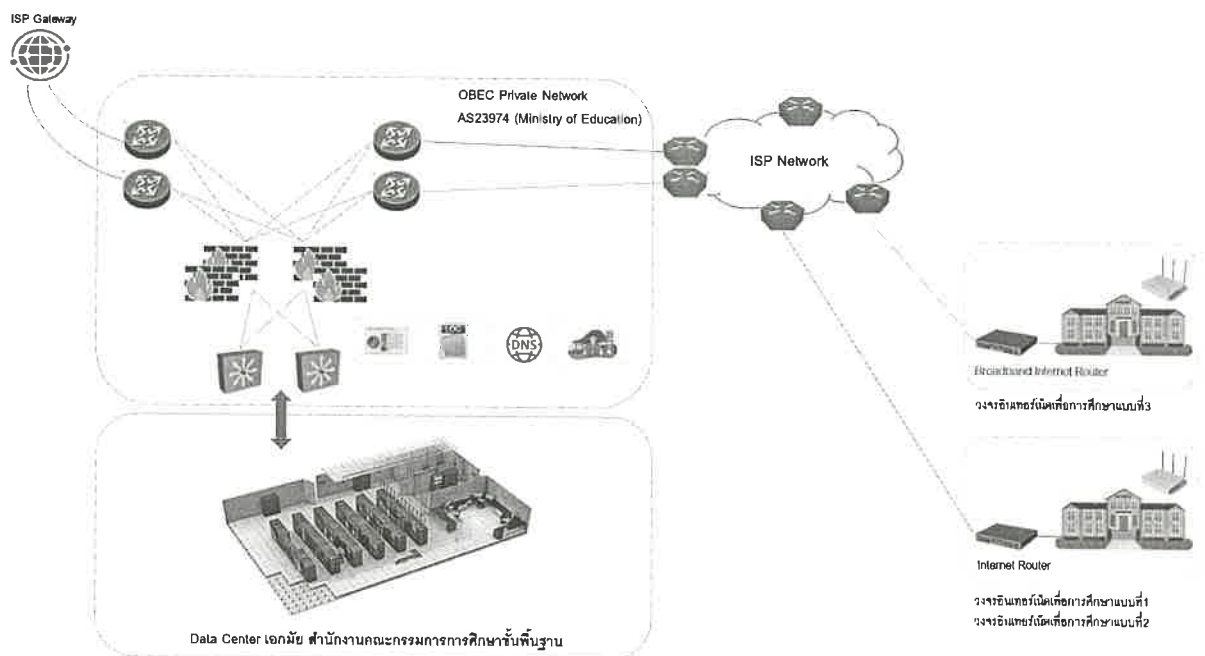 ISP Gateway
OBEC Private Network
AS23974 (Ministry of Education)
ISP Network
LOG
DNS
Broadband Internet Router
วงจรอินเทอร์เน็ตเพื่อการศึกษาแบบที่3
Internet Router
วงจรอินเทอร์เน็ตเพื่อการศึกษาแบบที่1
วงจรอินเทอร์เน็ตเพื่อการศึกษาแบบที่2
Data Center เอกมัย สำนักงานคณะกรรมการการศึกษาขั้นพื้นฐาน